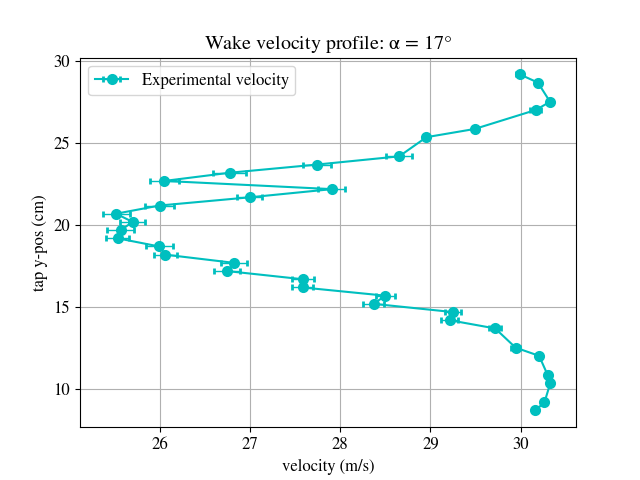 Wake velocity profile: α = 17°
Experimental velocity
tap y-pos (cm)
30
25
20
15
10
26 27 28 29 30
velocity (m/s)